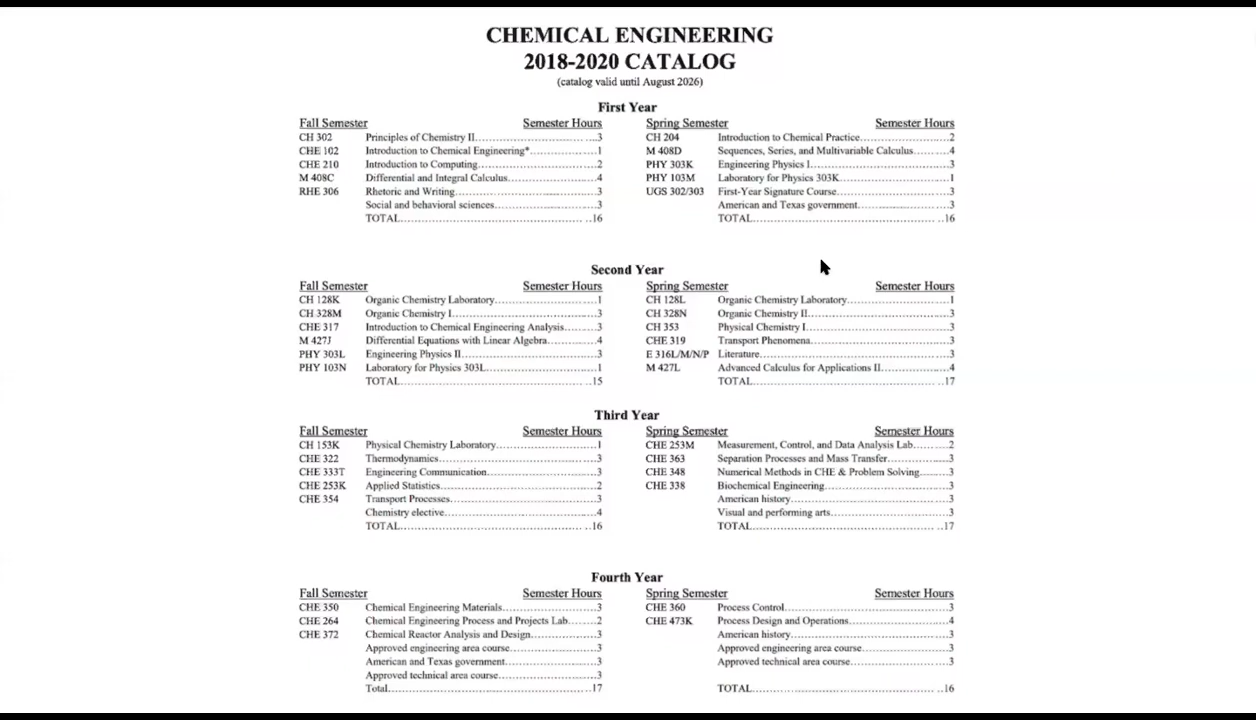 CHEMICAL ENGINEERING
2018-2020 CATALOG
(catalog valid until August 2026)
First Year
Fall Semester Semester Hours
CH 302 Principles of Chemistry II 3
CHE 102 Introduction to Chemical Engineering* 1
CHE 210 Introduction to Computing 2
M 408C Differential and Integral Calculus 4
RHE 306 Rhetoric and Writing 3
Social and behavioral sciences 3
TOTAL 16
Spring Semester Semester Hours
CH 204 Introduction to Chemical Practice 2
M 408D Sequences, Series, and Multivariable Calculus 4
PHY 303K Engineering Physics I 3
PHY 103M Laboratory for Physics 303K 1
UGS 302/303 First-Year Signature Course 3
American and Texas government 3
TOTAL 16
Second Year
Fall Semester Semester Hours
CH 128K Organic Chemistry Laboratory 1
CH 328M Organic Chemistry I 3
CHE 317 Introduction to Chemical Engineering Analysis 3
M 427J Differential Equations with Linear Algebra 4
PHY 303L Engineering Physics II 3
PHY 103N Laboratory for Physics 303L 1
TOTAL 15
Spring Semester Semester Hours
CH 128L Organic Chemistry Laboratory 1
CH 328N Organic Chemistry II 3
CH 353 Physical Chemistry I 3
CHE 319 Transport Phenomena 3
E 316L/M/N/P Literature 3
M 427L Advanced Calculus for Applications II 4
TOTAL 17
Third Year
Fall Semester Semester Hours
CH 153K Physical Chemistry Laboratory 1
CHE 322 Thermodynamics 3
CHE 333T Engineering Communication 3
CHE 253K Applied Statistics 2
CHE 354 Transport Processes 3
Chemistry elective 4
TOTAL 16
Spring Semester Semester Hours
CHE 253M Measurement, Control, and Data Analysis Lab 2
CHE 363 Separation Processes and Mass Transfer 3
CHE 348 Numerical Methods in CHE & Problem Solving 3
CHE 338 Biochemical Engineering 3
American history 3
Visual and performing arts 3
TOTAL 17
Fourth Year
Fall Semester Semester Hours
CHE 350 Chemical Engineering Materials 3
CHE 264 Chemical Engineering Process and Projects Lab 2
CHE 372 Chemical Reactor Analysis and Design 3
Approved engineering area course 3
American and Texas government 3
Approved technical area course 3
Total 17
Spring Semester Semester Hours
CHE 360 Process Control 3
CHE 473K Process Design and Operations 4
American history 3
Approved engineering area course 3
Approved technical area course 3
TOTAL 16